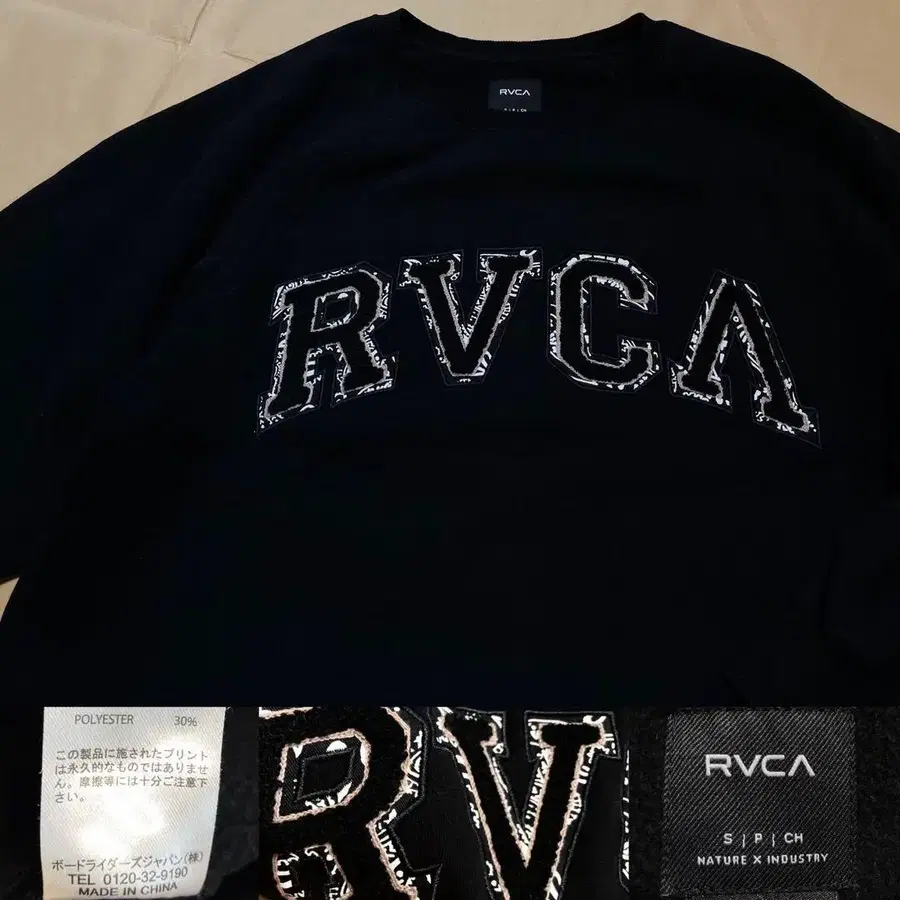 RVCA
S | P | CH
RVCA
POLYESTER 30%
この製品に施されたプリント
は永久的なものではありませ
ん。摩擦等には十分ご注意下
さい。
ボードライダーズジャパン(株)
TEL 0120-32-9190
MADE IN CHINA
RV
RVCA
S | P | CH
NATURE X INDUSTRY